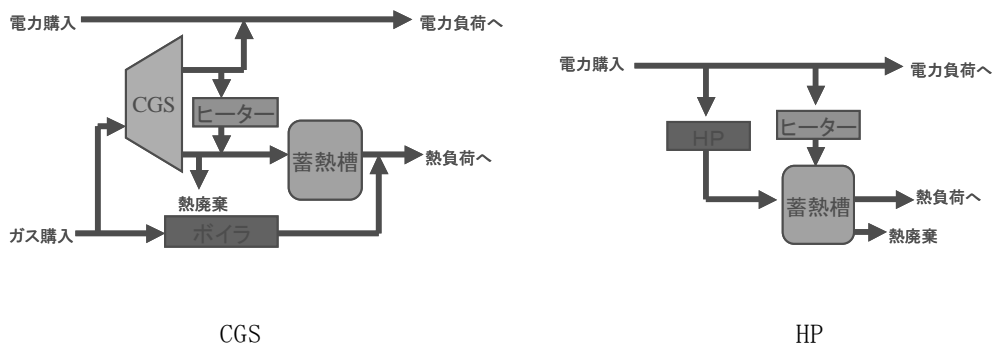 電力購入
電力負荷へ
CGS
ヒーター
蓄熱槽
熱負荷へ
熱廃棄
ガス購入
ボイラ
CGS
電力購入
電力負荷へ
HP
ヒーター
蓄熱槽
熱負荷へ
熱廃棄
HP